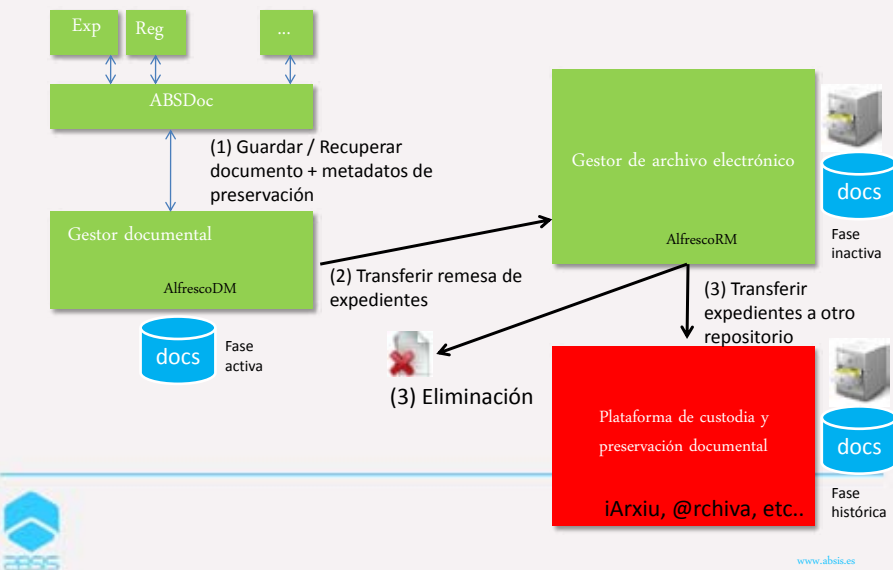 Exp
Reg
...
ABSDoc
(1) Guardar / Recuperar
documento + metadatos de
preservación
Gestor documental
AlfrescoDM
docs
Fase
activa
(2) Transferir remesa de
expedientes
Gestor de archivo electrónico
AlfrescoRM
docs
Fase
inactiva
(3) Transferir
expedientes a otro
repositorio
(3) Eliminación
Plataforma de custodia y
preservación documental
iArxiu, @rchiva, etc..
docs
Fase
histórica
absis
www.absis.es